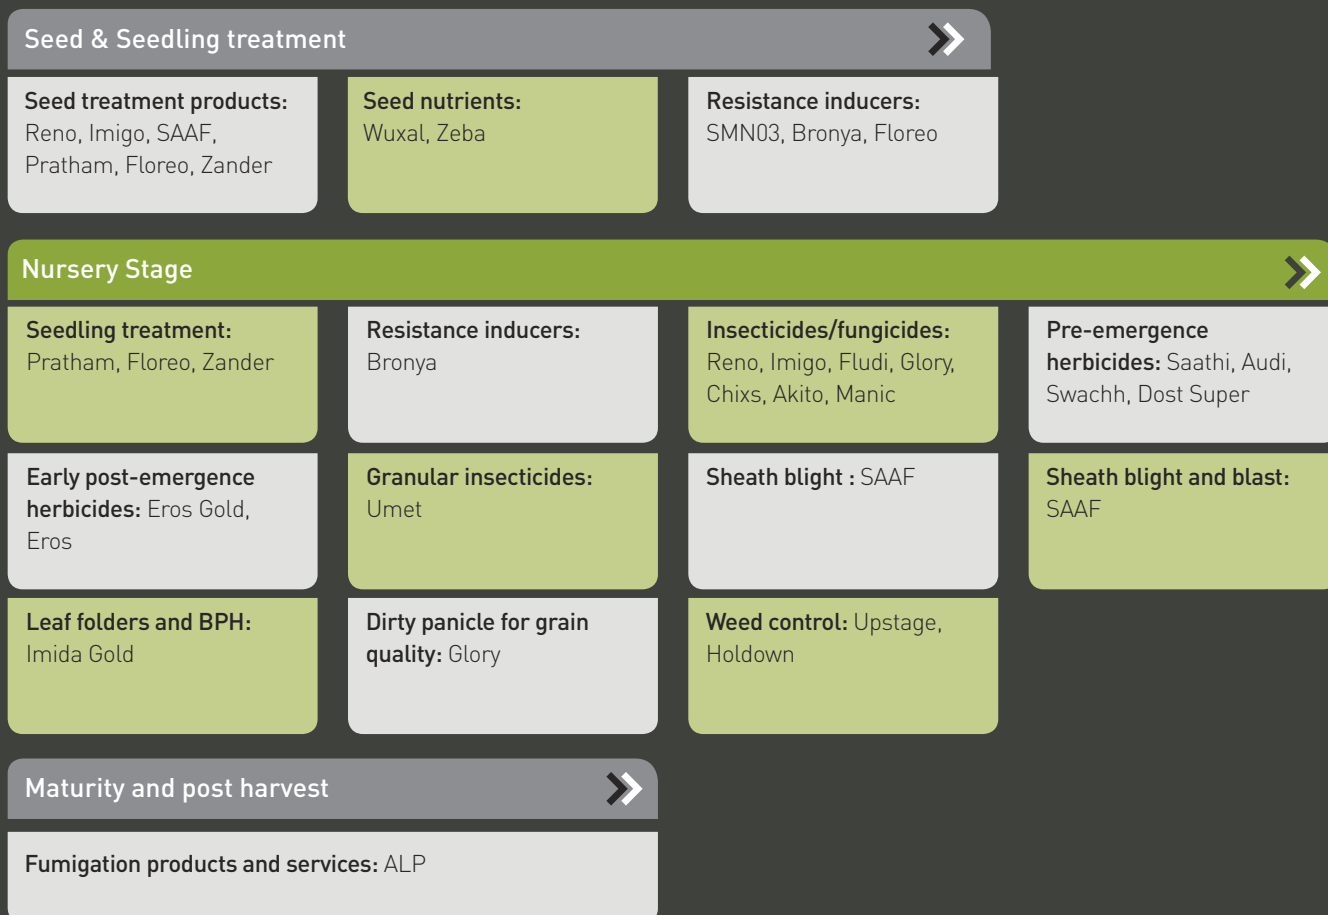 Seed & Seedling treatment
Seed treatment products:
Reno, Imigo, SAAF,
Pratham, Floreo, Zander
Seed nutrients:
Wuxal, Zeba
Resistance inducers:
SMN03, Bronya, Floreo
Nursery Stage
Seedling treatment:
Pratham, Floreo, Zander
Resistance inducers:
Bronya
Insecticides/fungicides:
Reno, Imigo, Fludi, Glory,
Chixs, Akito, Manic
Pre-emergence
herbicides: Saathi, Audi,
Swachh, Dost Super
Early post-emergence
herbicides: Eros Gold,
Eros
Granular insecticides:
Umet
Sheath blight : SAAF
Sheath blight and blast:
SAAF
Leaf folders and BPH:
Imida Gold
Dirty panicle for grain
quality: Glory
Weed control: Upstage,
Holdown
Maturity and post harvest
Fumigation products and services: ALP